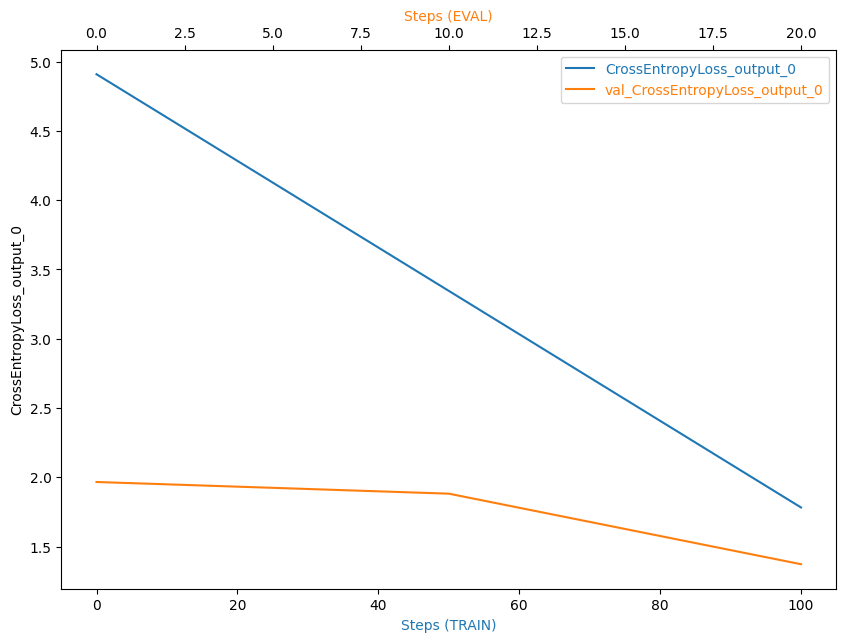 Steps (EVAL)
0.0 2.5 5.0 7.5 10.0 12.5 15.0 17.5 20.0
CrossEntropyLoss_output_0
val_CrossEntropyLoss_output_0
CrossEntropyLoss_output_0
5.0
4.5
4.0
3.5
3.0
2.5
2.0
1.5
0 20 40 60 80 100
Steps (TRAIN)